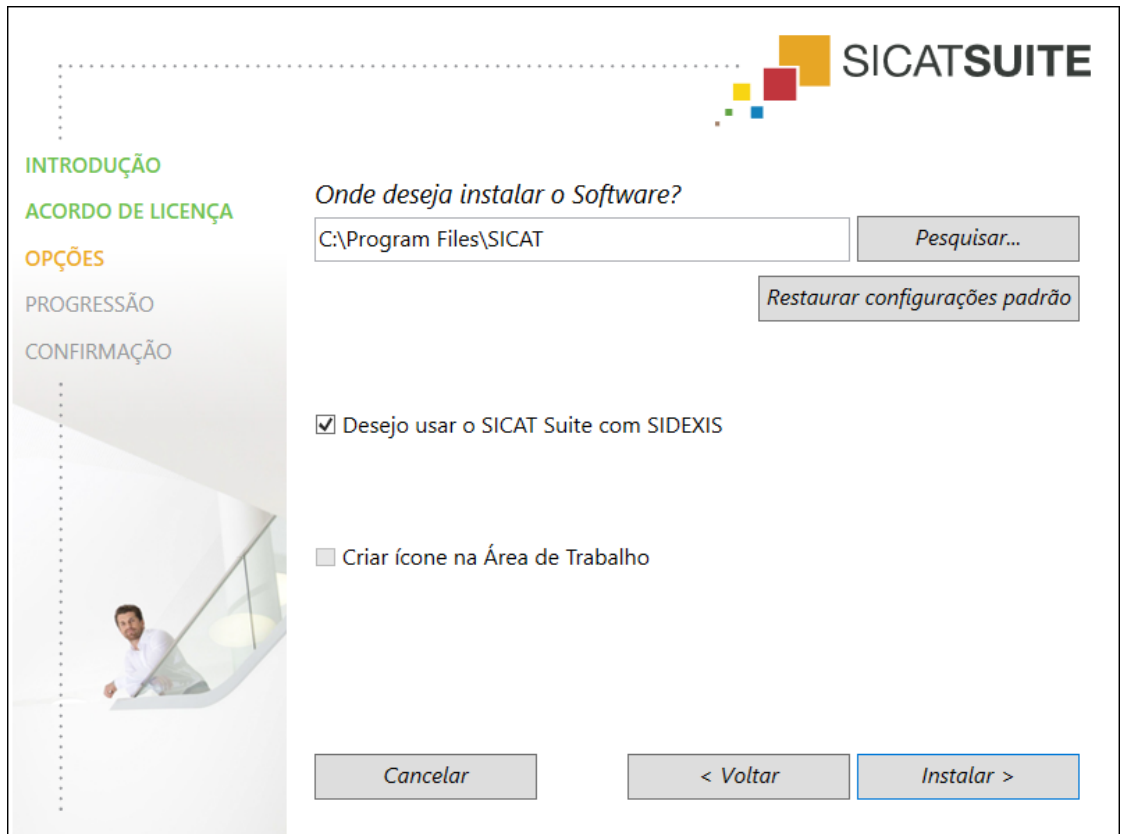 SICATSUITE
INTRODUÇÃO
ACORDO DE LICENÇA
OPÇÕES
PROGRESSÃO
CONFIRMAÇÃO
Onde deseja instalar o Software?
C:\Program Files\SICAT
Pesquisar...
Restaurar configurações padrão
Desejo usar o SICAT Suite com SIDEXIS
Criar ícone na Área de Trabalho
Cancelar
< Voltar
Instalar >